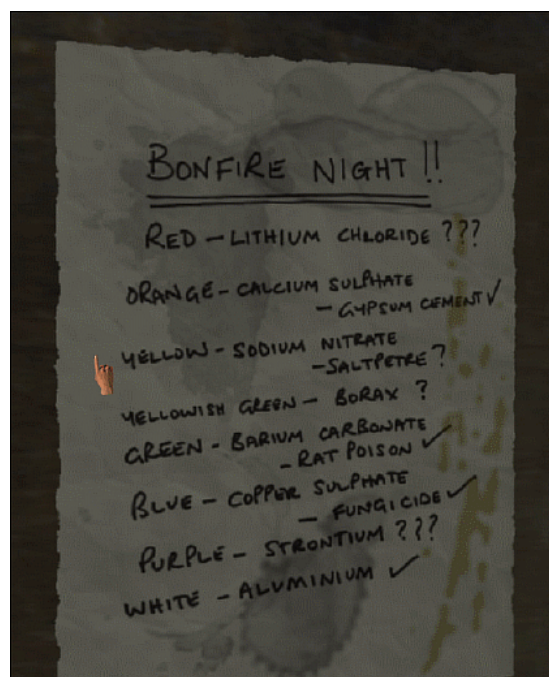 BONFIRE NIGHT!!
RED - LITHIUM CHLORIDE ???
ORANGE - CALCIUM SULPHATE
- GYPSUM CEMENT ✓
YELLOW - SODIUM NITRATE
- SALTPETRE ?
YELLOWISH GREEN - BORAX ?
GREEN - BARIUM CARBONATE
- RAT POISON ✓
BLUE - COPPER SULPHATE
- FUNGICIDE ✓
PURPLE - STRONTIUM ???
WHITE - ALUMINIUM ✓